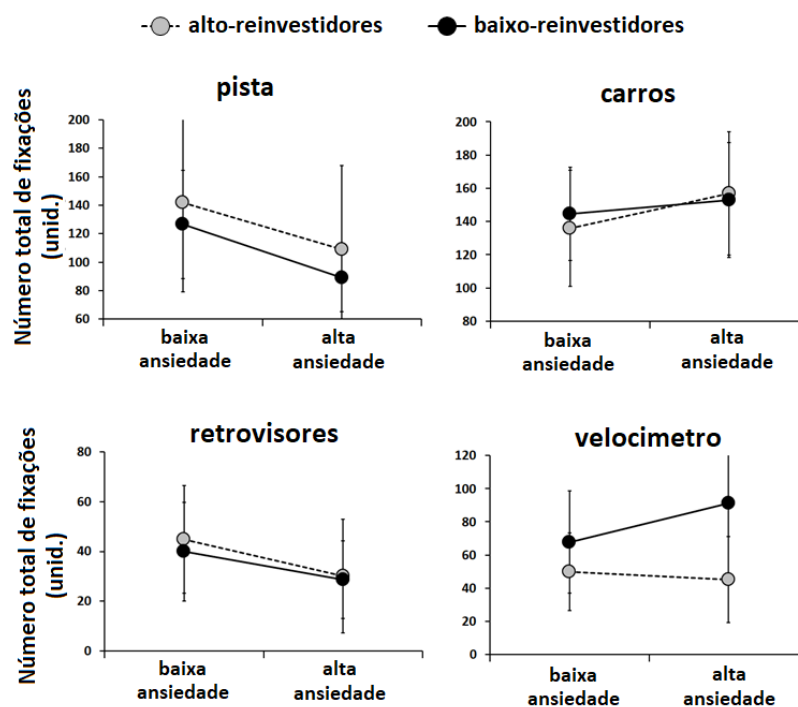 alto-reinvestidores
baixo-reinvestidores
pista
Número total de fixações
(unid.)
200
180
160
140
120
100
80
60
baixa
ansiedade
alta
ansiedade
carros
200
180
160
140
120
100
80
baixa
ansiedade
alta
ansiedade
retrovisores
Número total de fixações
(unid.)
80
60
40
20
0
baixa
ansiedade
alta
ansiedade
velocimetro
120
100
80
60
40
20
0
baixa
ansiedade
alta
ansiedade